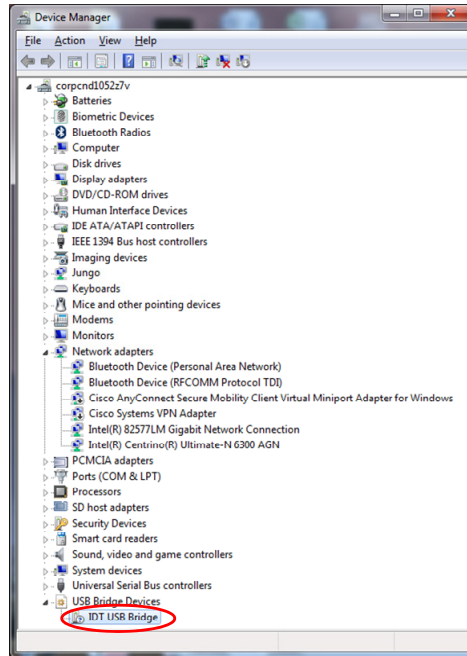 Device Manager
File Action View Help
corpcnd1052z7v
Batteries
Biometric Devices
Bluetooth Radios
Computer
Disk drives
Display adapters
DVD/CD-ROM drives
Human Interface Devices
IDE ATA/ATAPI controllers
IEEE 1394 Bus host controllers
Imaging devices
Jungo
Keyboards
Mice and other pointing devices
Modems
Monitors
Network adapters
Bluetooth Device (Personal Area Network)
Bluetooth Device (RFCOMM Protocol TDI)
Cisco AnyConnect Secure Mobility Client Virtual Miniport Adapter for Windows
Cisco Systems VPN Adapter
Intel(R) 82577LM Gigabit Network Connection
Intel(R) Centrino(R) Ultimate-N 6300 AGN
PCMCIA adapters
Ports (COM & LPT)
Processors
SD host adapters
Security Devices
Smart card readers
Sound, video and game controllers
System devices
Universal Serial Bus controllers
USB Bridge Devices
IDT USB Bridge